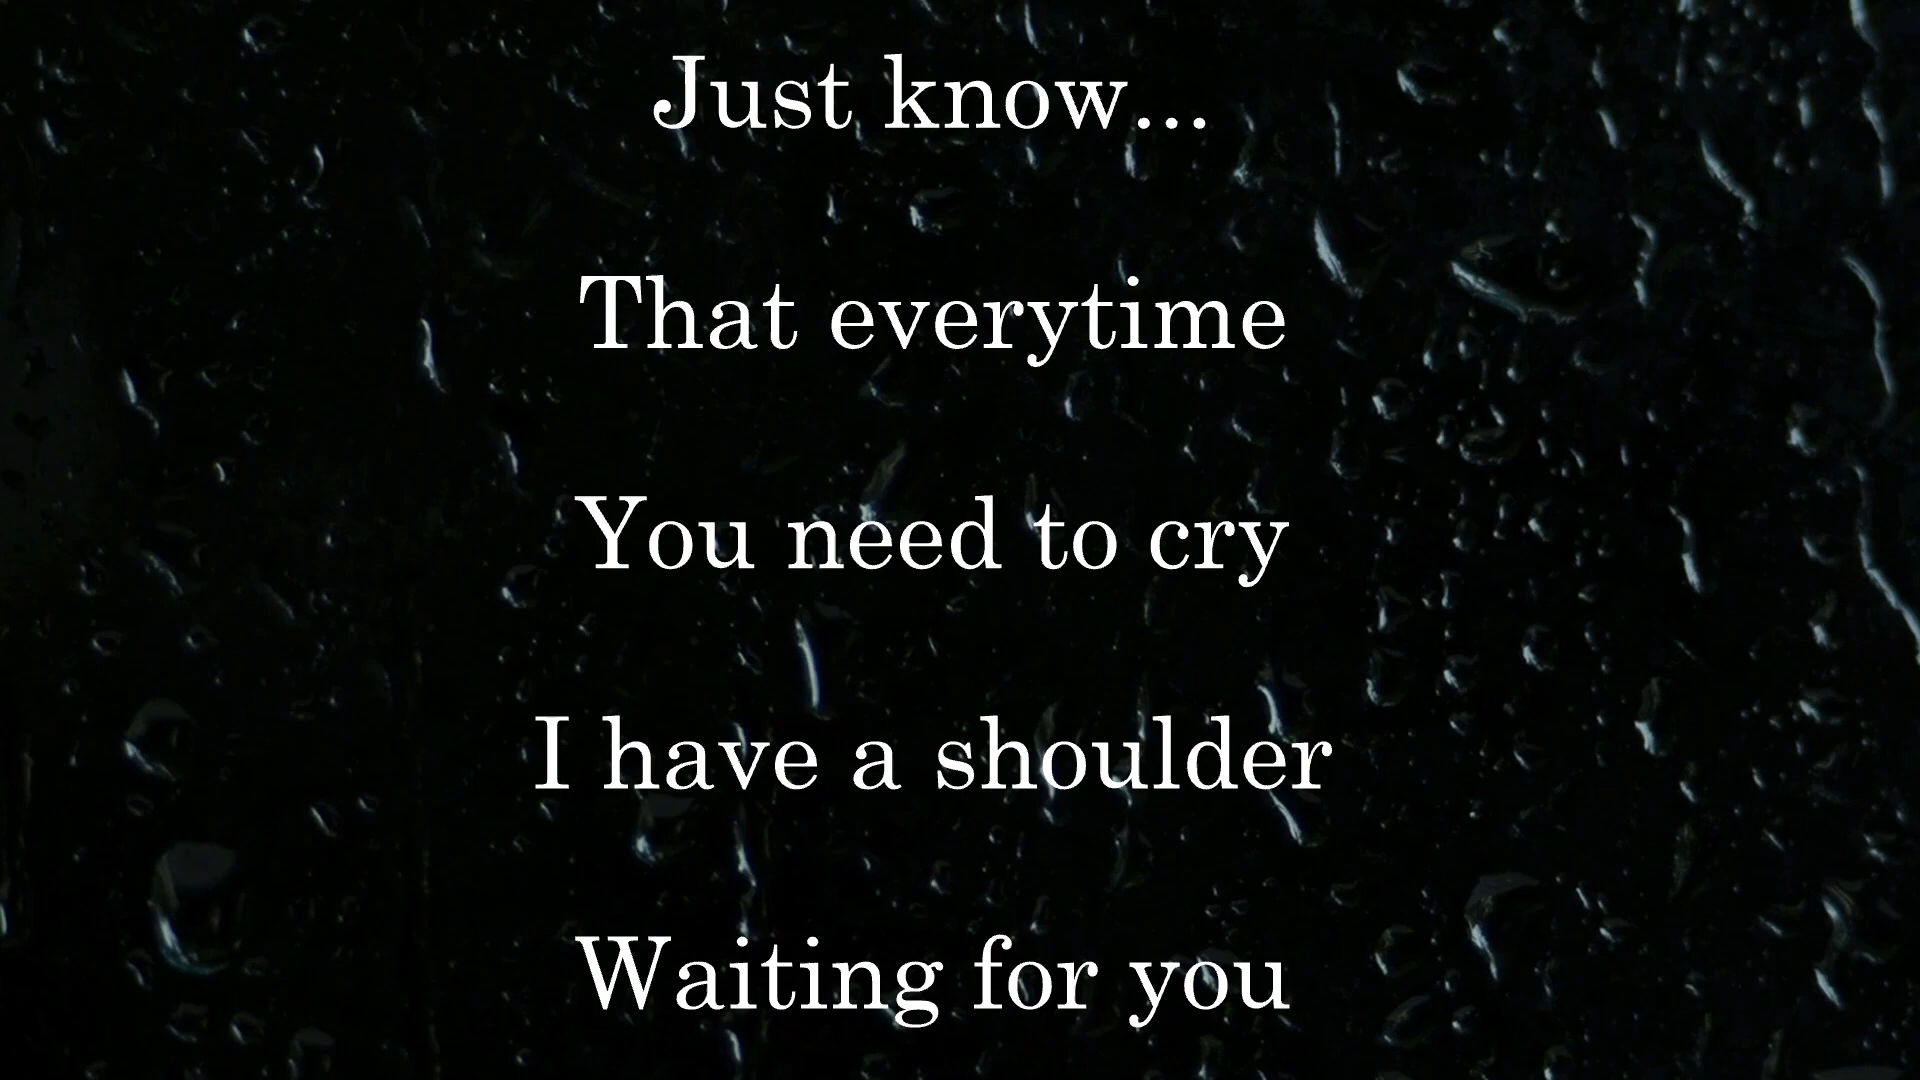 Just know...
That everytime
You need to cry
I have a shoulder
Waiting for you